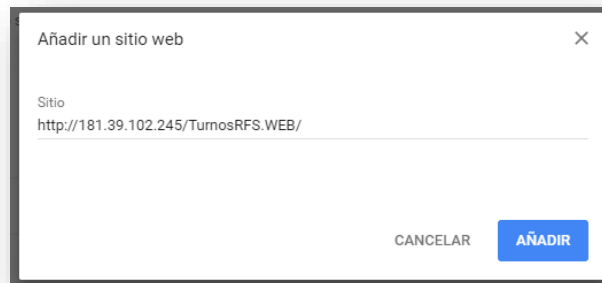 Añadir un sitio web
Sitio
http://181.39.102.245/TurnosRFS.WEB/
CANCELAR
AÑADIR